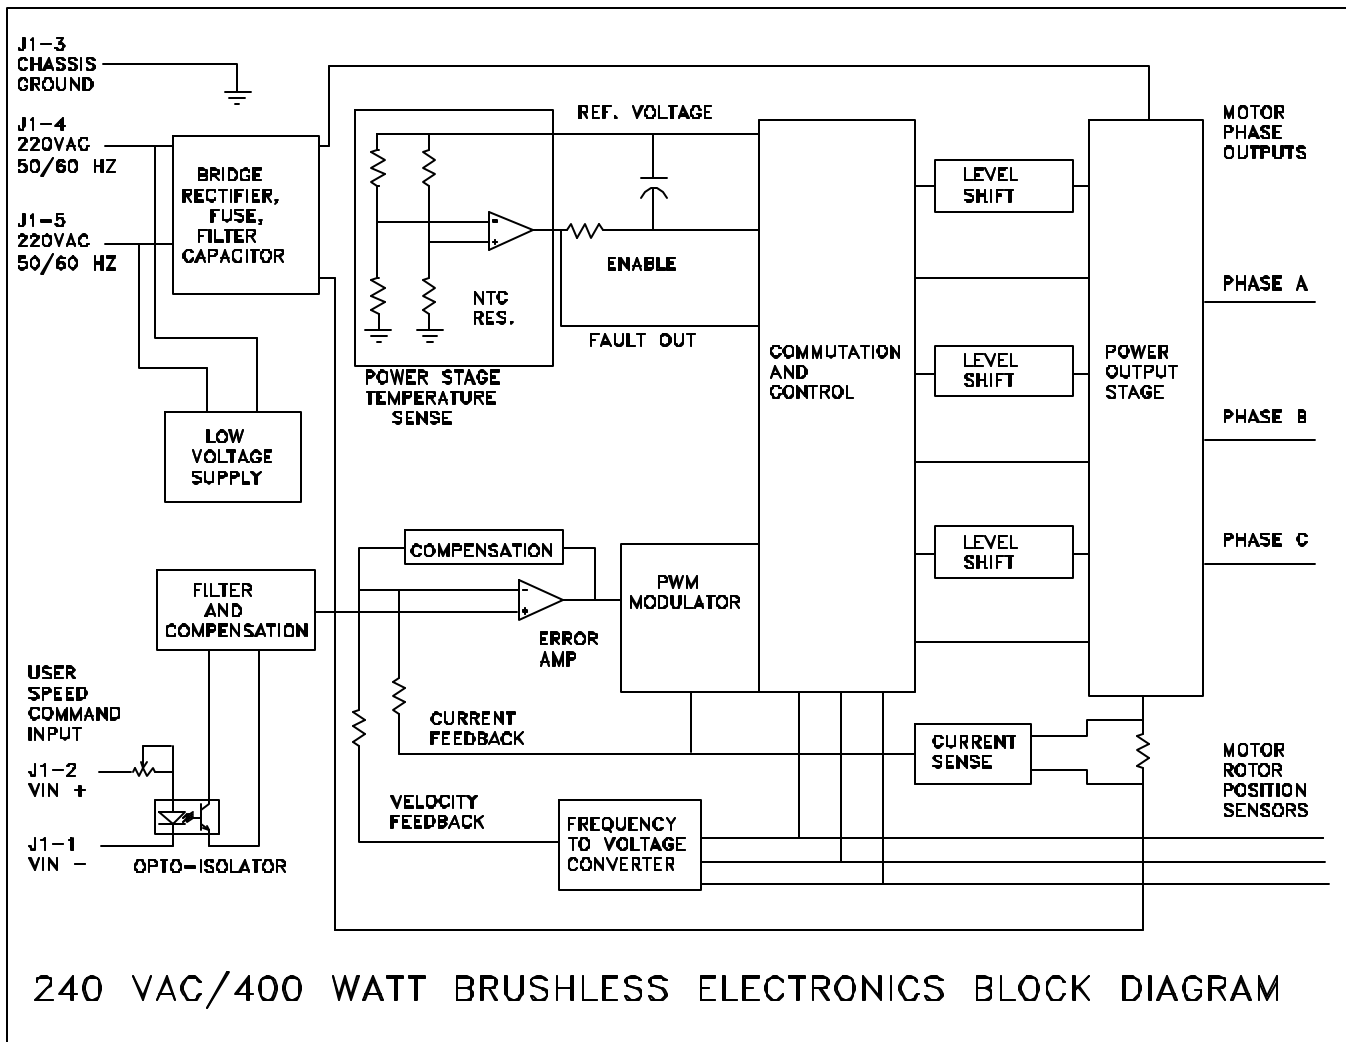 J1-3
CHASSIS
GROUND
J1-4
220VAC
50/60 HZ
J1-5
220VAC
50/60 HZ
BRIDGE
RECTIFIER,
FUSE,
FILTER
CAPACITOR
LOW
VOLTAGE
SUPPLY
REF. VOLTAGE
-
+
NTC
RES.
ENABLE
FAULT OUT
POWER STAGE
TEMPERATURE
SENSE
COMMUTATION
AND
CONTROL
LEVEL
SHIFT
LEVEL
SHIFT
LEVEL
SHIFT
POWER
OUTPUT
STAGE
MOTOR
PHASE
OUTPUTS
PHASE A
PHASE B
PHASE C
COMPENSATION
-
+
ERROR
AMP
PWM
MODULATOR
FILTER
AND
COMPENSATION
USER
SPEED
COMMAND
INPUT
J1-2
VIN +
J1-1
VIN -
OPTO-ISOLATOR
CURRENT
FEEDBACK
VELOCITY
FEEDBACK
FREQUENCY
TO VOLTAGE
CONVERTER
CURRENT
SENSE
MOTOR
ROTOR
POSITION
SENSORS
240 VAC/400 WATT BRUSHLESS ELECTRONICS BLOCK DIAGRAM